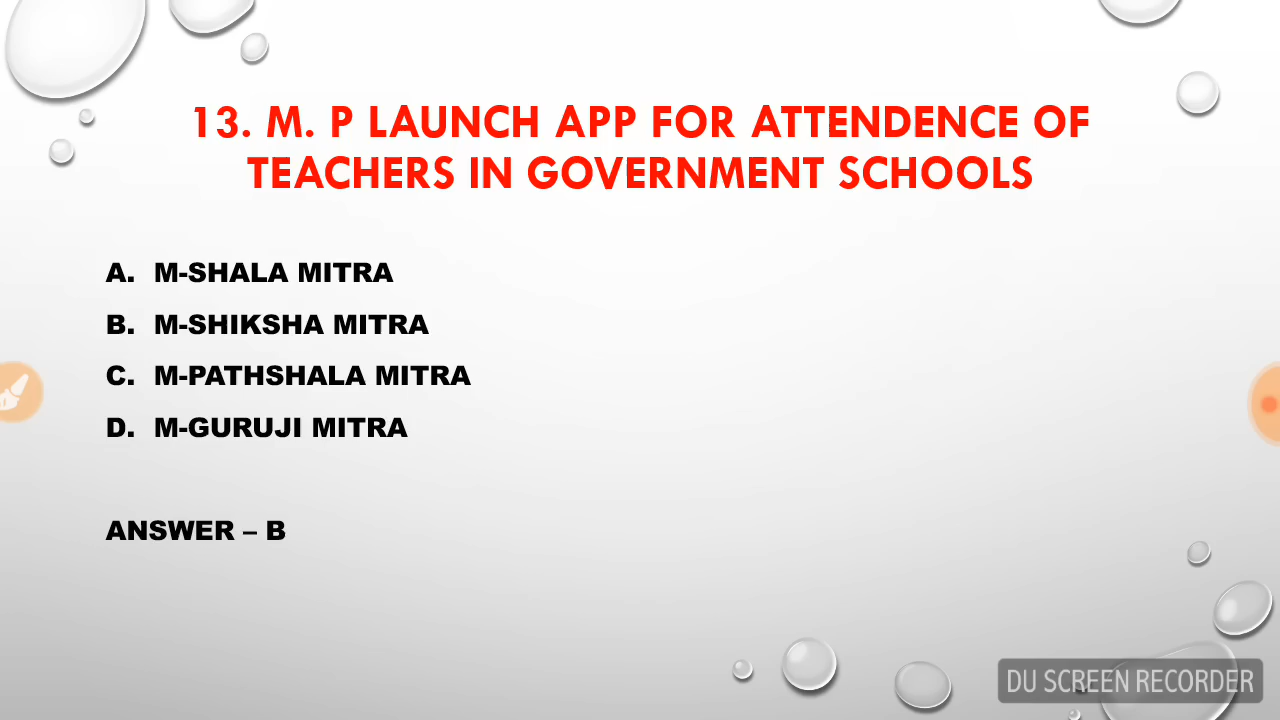 13. M. P LAUNCH APP FOR ATTENDENCE OF
TEACHERS IN GOVERNMENT SCHOOLS
A. M-SHALA MITRA
B. M-SHIKSHA MITRA
C. M-PATHSHALA MITRA
D. M-GURUJI MITRA
ANSWER – B
DU SCREEN RECORDER